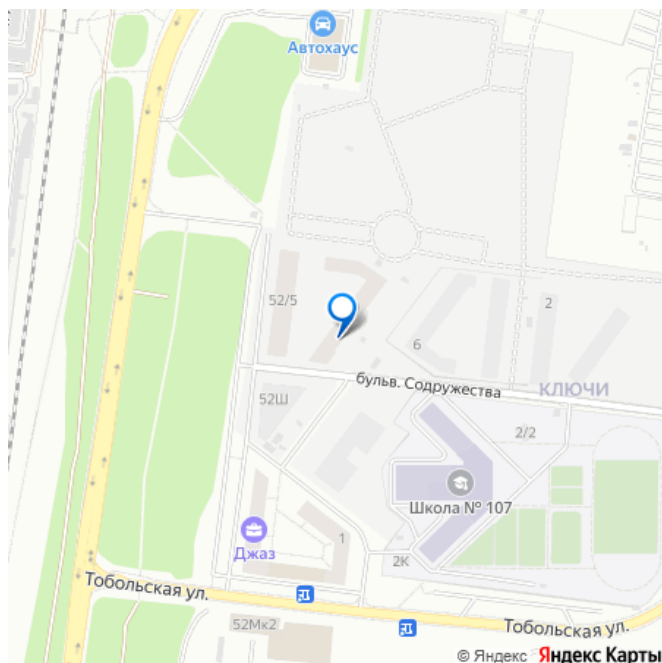 Автохаус
52/5
2
6
бульв. Содружества
КЛЮЧИ
52Ш
2/2
Школа № 107
Джаз
1
2К
Тобольская ул.
52Мк2
Тобольская ул.
© Яндекс Яндекс Карты